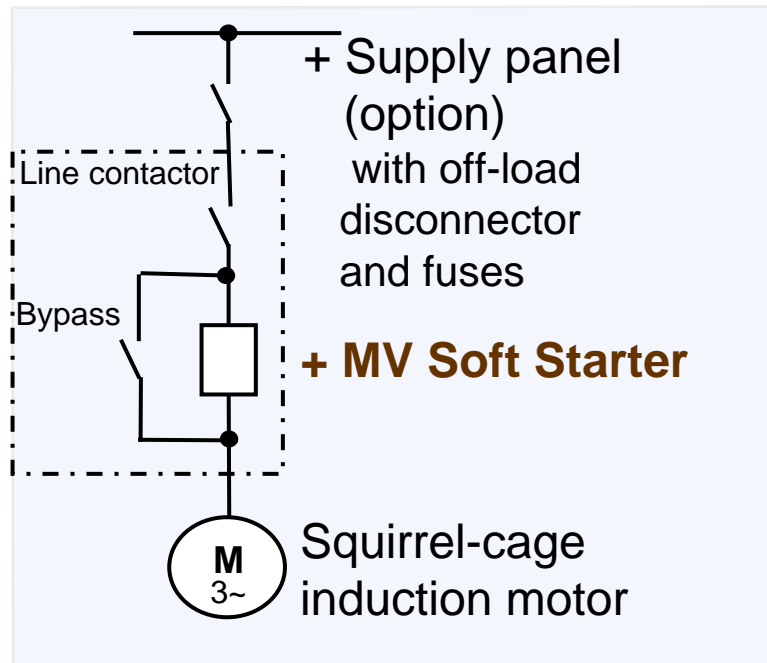 + Supply panel
(option)
with off-load
disconnector
and fuses
Line contactor
Bypass
+ MV Soft Starter
M
3~
Squirrel-cage
induction motor